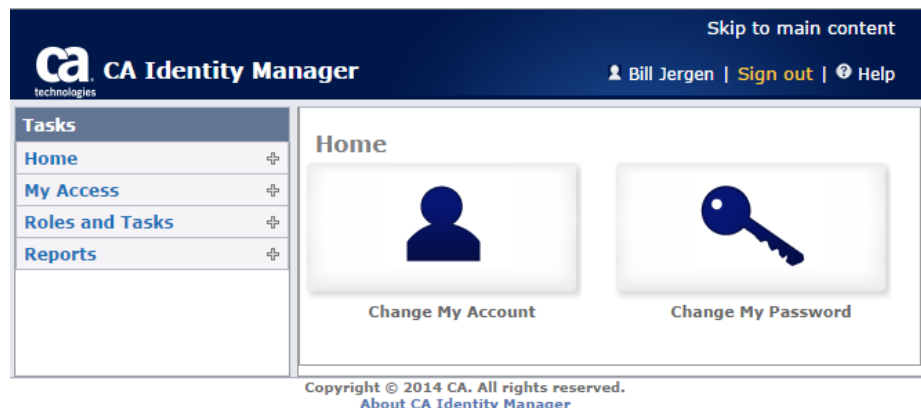 Skip to main content
ca
technologies
CA Identity Manager
Bill Jergen | Sign out | ? Help
Tasks
Home
My Access
Roles and Tasks
Reports
Home
Change My Account
Change My Password
Copyright © 2014 CA. All rights reserved.
About CA Identity Manager